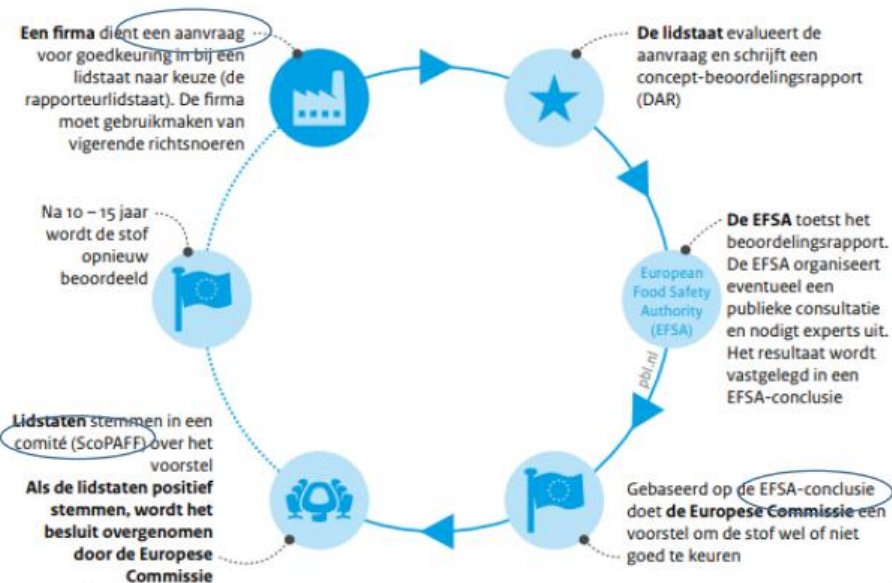 Een firma dient een aanvraag
voor goedkeuring in bij een
lidstaat naar keuze (de
rapporteurlidstaat). De firma
moet gebruikmaken van
vigerende richtsnoeren
De lidstaat evalueert de
aanvraag en schrijft een
concept-beoordelingsrapport
(DAR)
De EFSA toetst het
beoordelingsrapport.
De EFSA organiseert
eventueel een
publieke consultatie
en nodigt experts uit.
Het resultaat wordt
vastgelegd in een
EFSA-conclusie
European
Food Safety
Authority
(EFSA)
pbl.nl
Gebaseerd op de EFSA-conclusie
doet de Europese Commissie een
voorstel om de stof wel of niet
goed te keuren
Lidstaten stemmen in een
comité (ScoPAFF) over het
voorstel
Als de lidstaten positief
stemmen, wordt het
besluit overgenomen
door de Europese
Commissie
Na 10 – 15 jaar
wordt de stof
opnieuw
beoordeeld